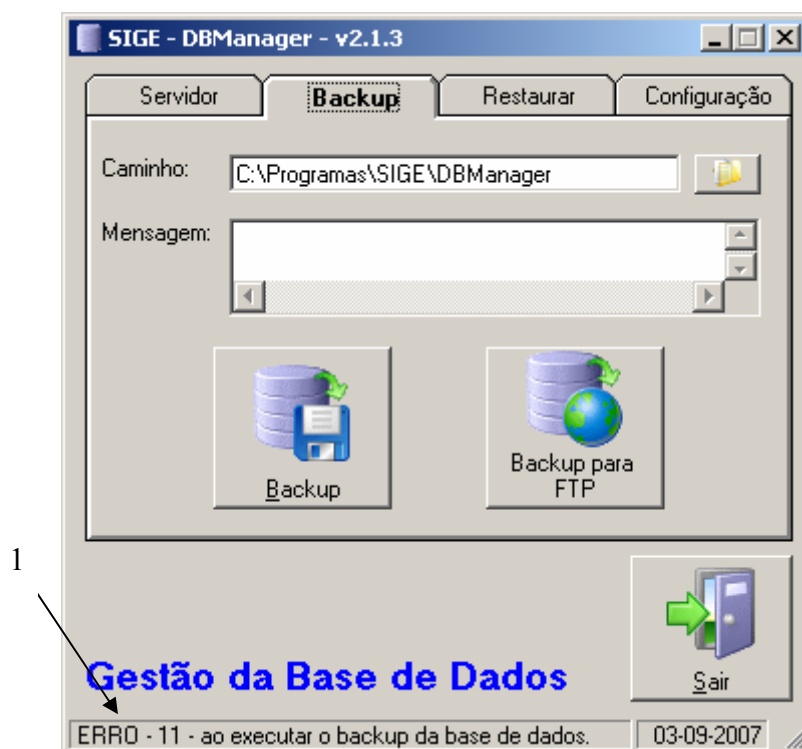 SIGE - DBManager - v2.1.3
Servidor Backup Restaurar Configuração
Caminho: C:\Programas\SIGE\DBManager
Mensagem:
Backup
Backup para
FTP
1
Gestão da Base de Dados
Sair
ERRO - 11 - ao executar o backup da base de dados. 03-09-2007